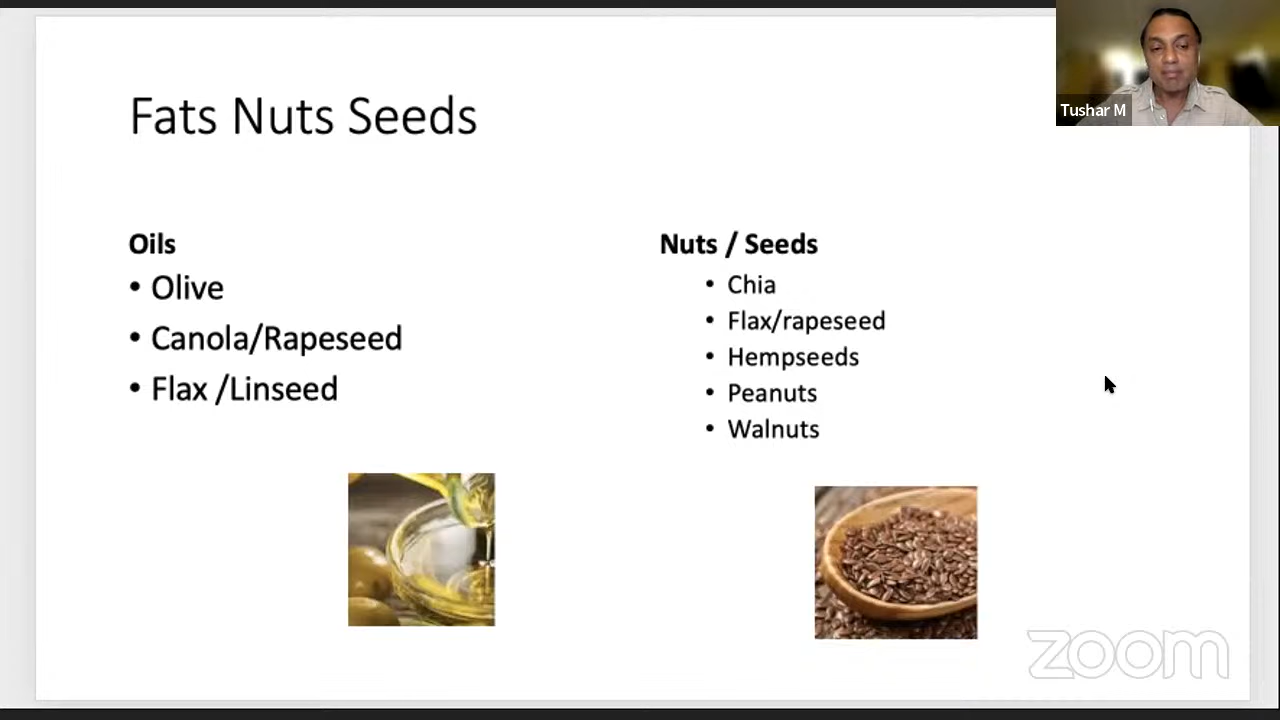 Fats Nuts Seeds
Tushar M
Oils
• Olive
• Canola/Rapeseed
• Flax /Linseed
Nuts / Seeds
• Chia
• Flax/rapeseed
• Hempseeds
• Peanuts
• Walnuts
zoom